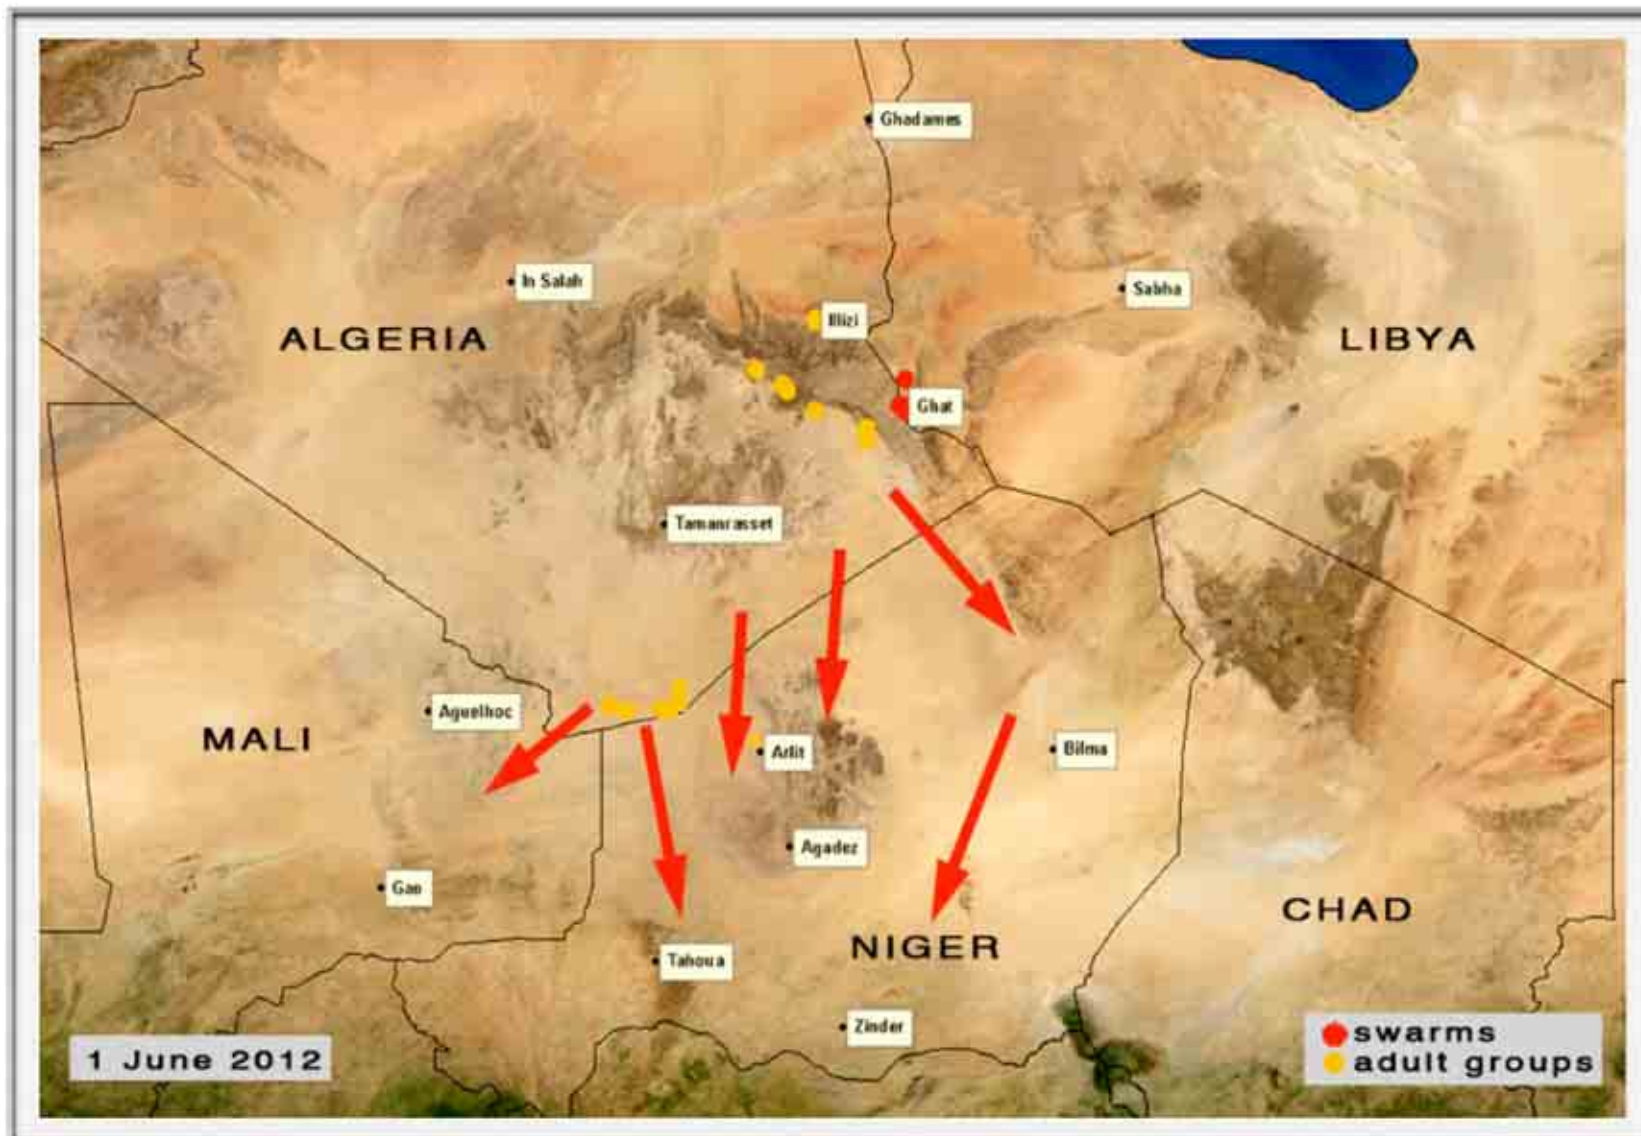 Ghadames
In Salah
Sabha
Illizi
ALGERIA
LIBYA
Ghat
Tamanrasset
Aguelhoc
MALI
Arlit
Bilma
Agadez
Gao
CHAD
NIGER
Tahoua
Zinder
swarms
1 June 2012
adult groups